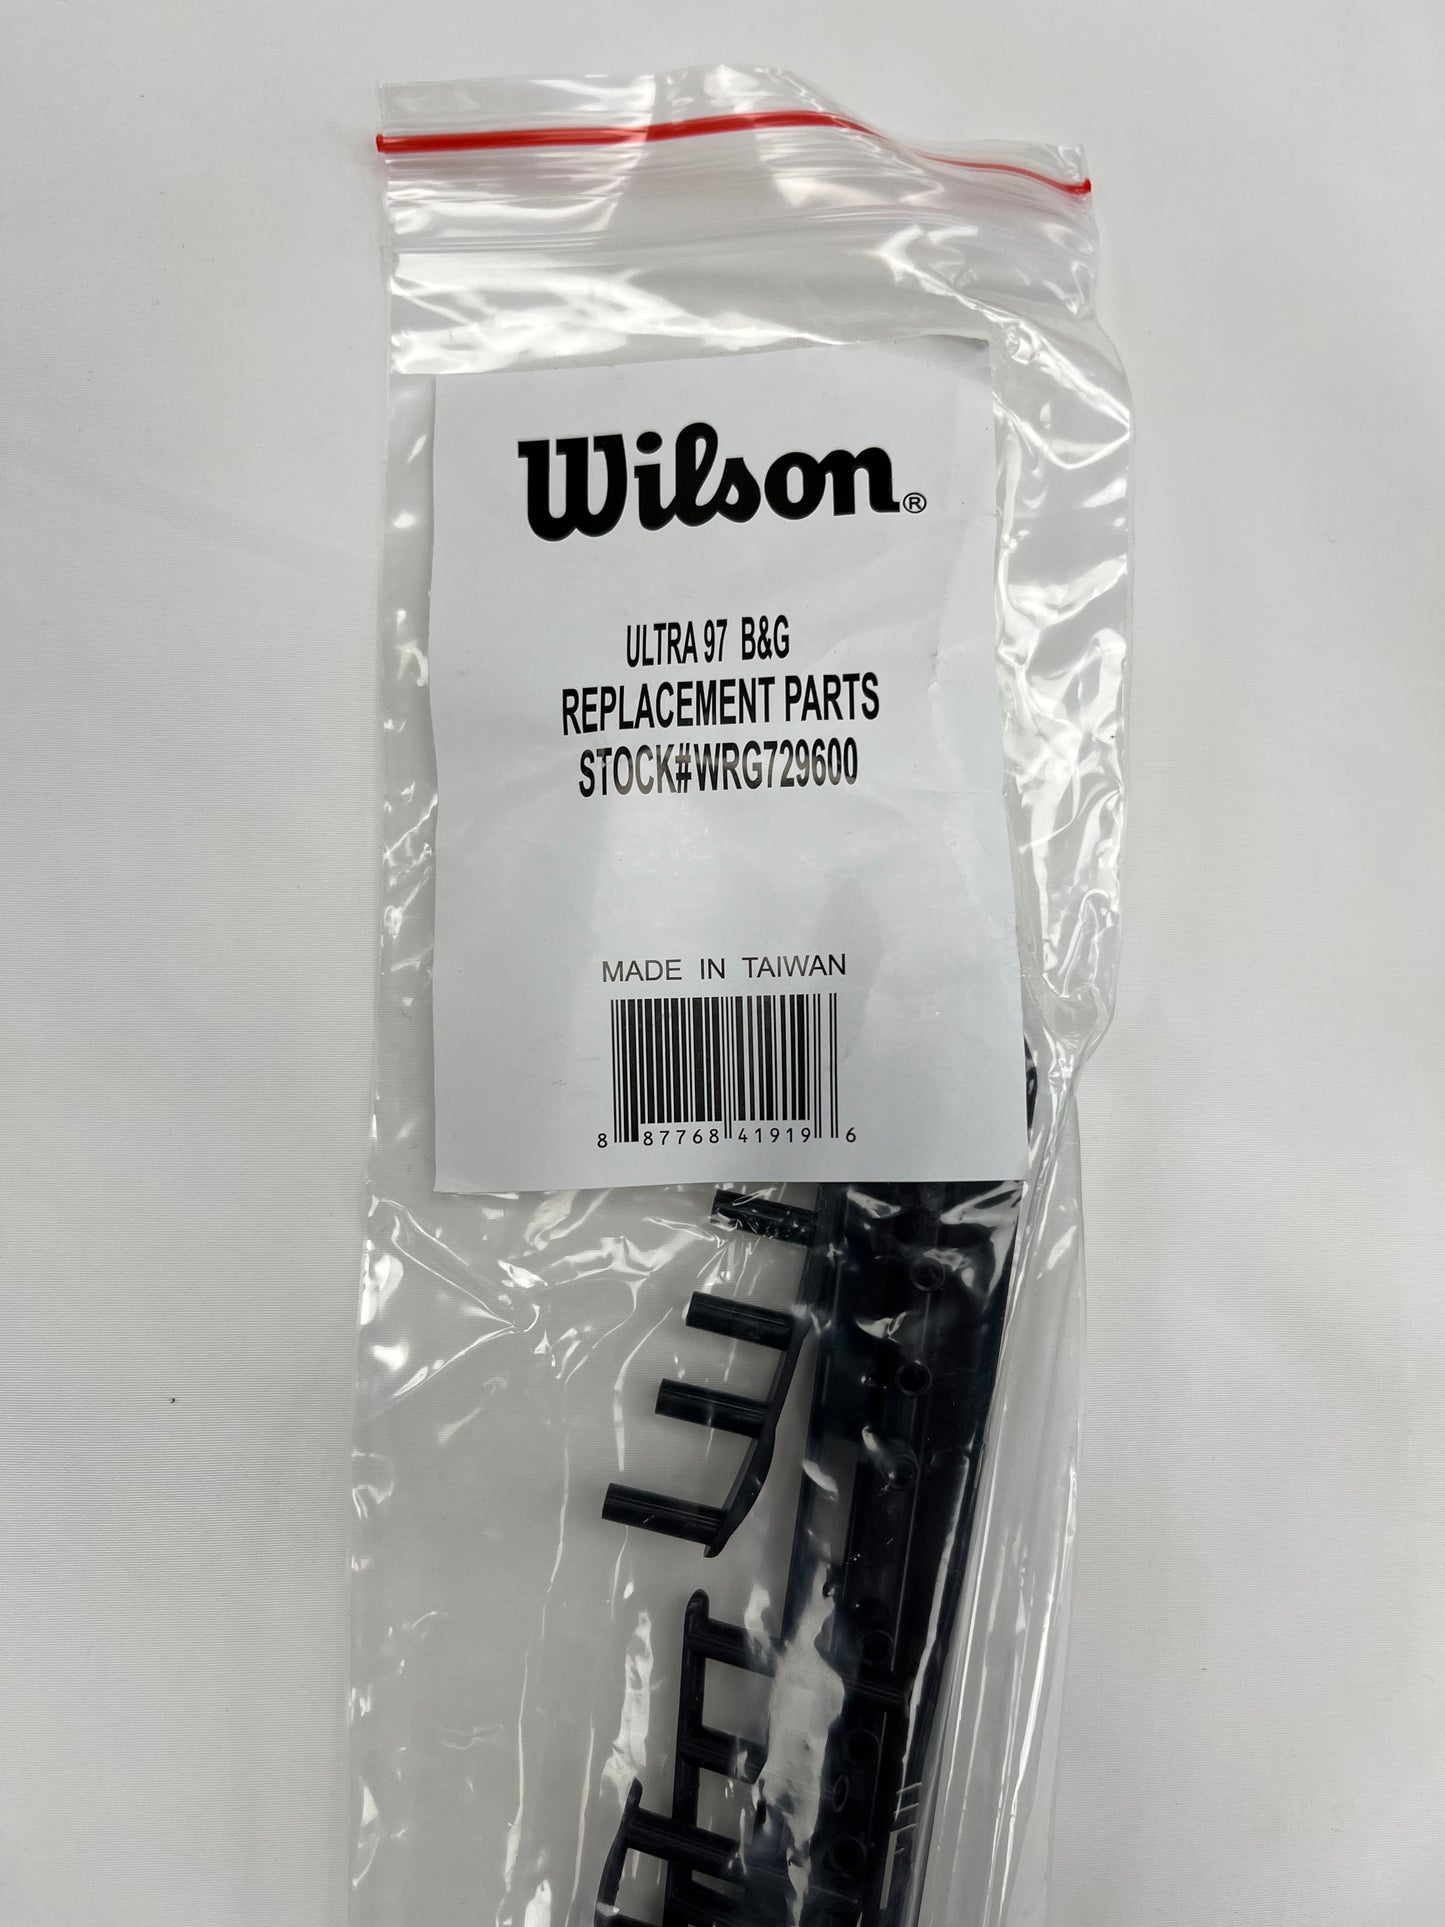 Wilson®
ULTRA 97 B&G
REPLACEMENT PARTS
STOCK#WRG729600
MADE IN TAIWAN
8 87768 41919 6